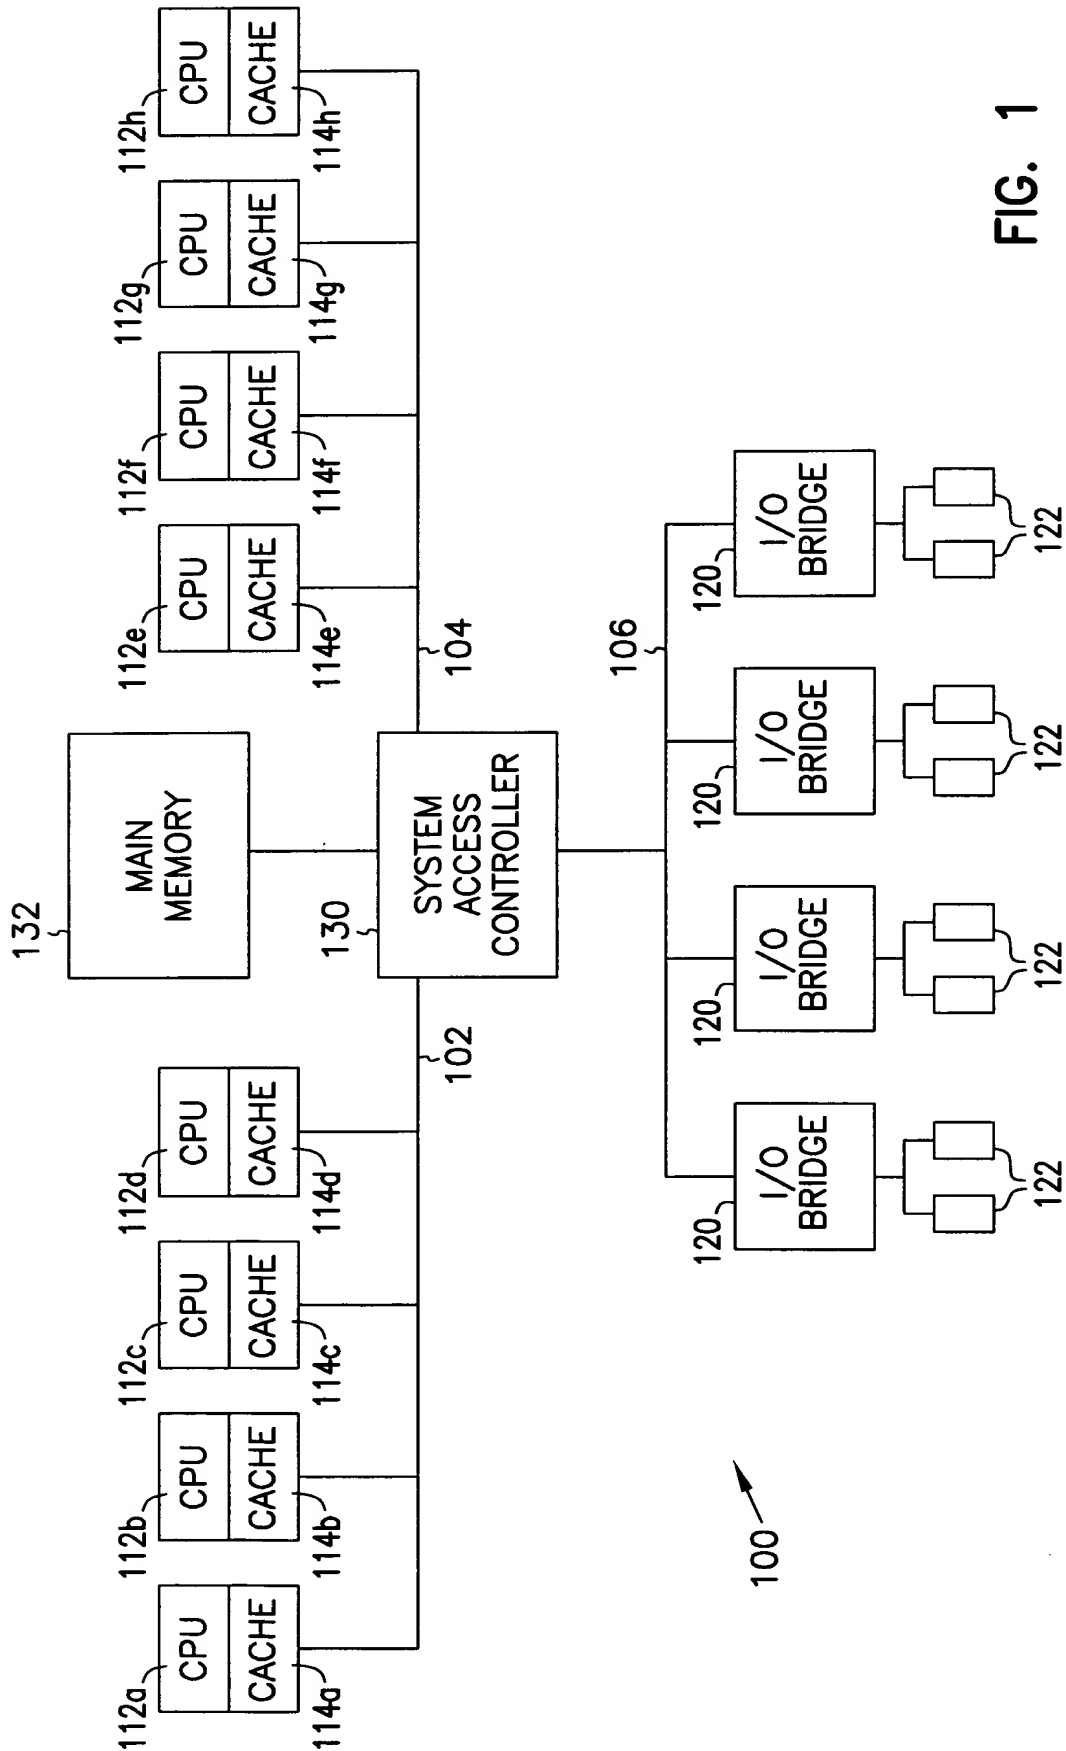 132
MAIN
MEMORY
112a
CPU
CACHE
114a
112b
CPU
CACHE
114b
112c
CPU
CACHE
114c
112d
CPU
CACHE
114d
112e
CPU
CACHE
114e
112f
CPU
CACHE
114f
112g
CPU
CACHE
114g
112h
CPU
CACHE
114h
102
130
SYSTEM
ACCESS
CONTROLLER
104
106
120
I/O
BRIDGE
122
120
I/O
BRIDGE
122
120
I/O
BRIDGE
122
120
I/O
BRIDGE
122
100
FIG. 1